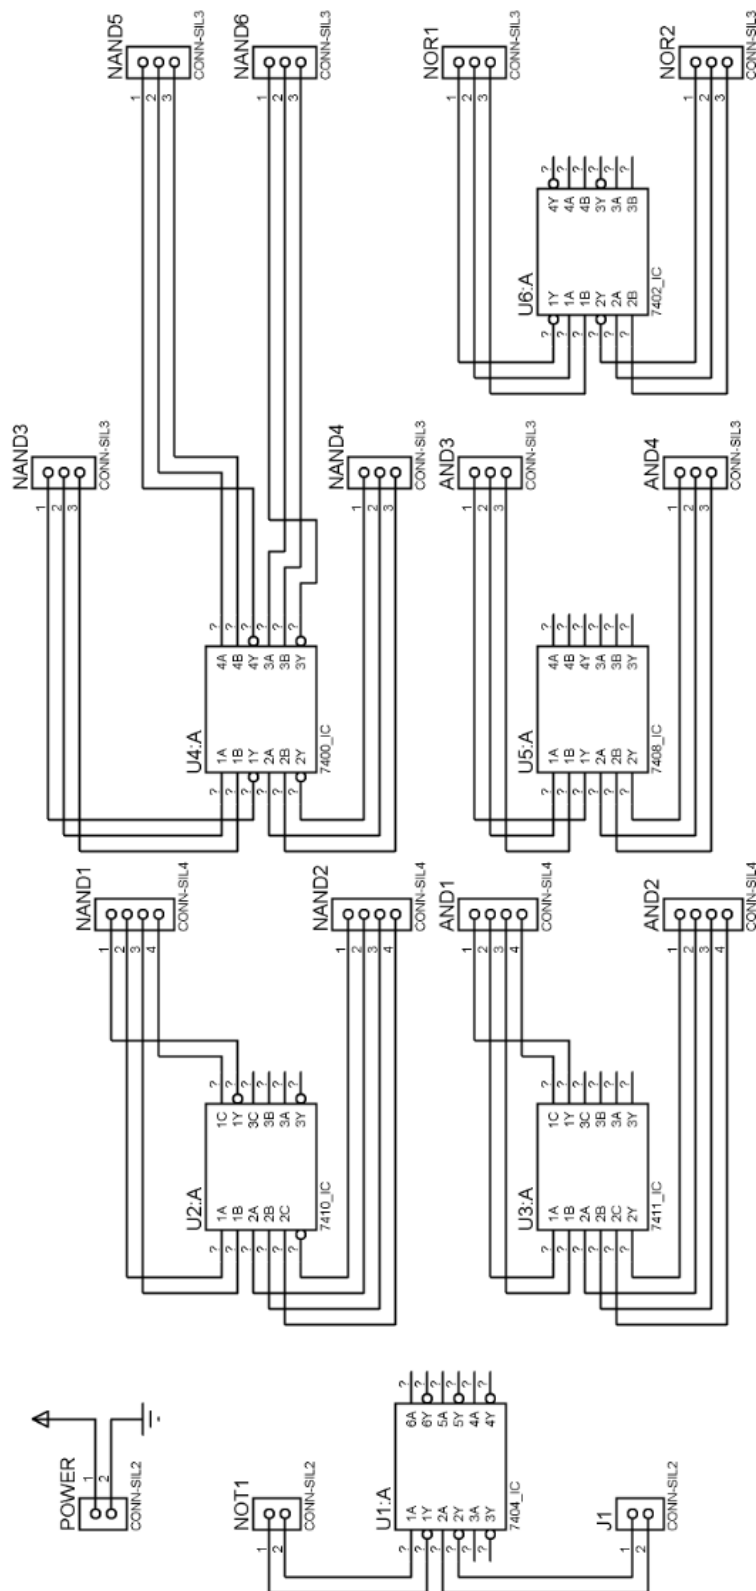 POWER
1
2
CONN-SIL2
NOT1
1
2
CONN-SIL2
U1:A
? 1A 6A ?
? 1Y 6Y ?
? 2A 5A ?
? 2Y 5Y ?
? 3A 4A ?
? 3Y 4Y ?
7404_IC
J1
1
2
CONN-SIL2
NAND1
1
2
3
4
CONN-SIL4
U2:A
? 1A 1C ?
? 1B 1Y ?
? 2A 3C ?
? 2B 3B ?
? 2C 3A ?
3Y ?
7410_IC
NAND2
1
2
3
4
CONN-SIL4
AND1
1
2
3
4
CONN-SIL4
U3:A
? 1A 1C ?
? 1B 1Y ?
? 2A 3C ?
? 2B 3B ?
? 2C 3A ?
? 2Y 3Y ?
7411_IC
AND2
1
2
3
4
CONN-SIL4
NAND3
1
2
3
CONN-SIL3
U4:A
? 1A 4A ?
? 1B 4B ?
? 1Y 4Y ?
? 2A 3A ?
? 2B 3B ?
? 2Y 3Y ?
7400_IC
NAND4
1
2
3
CONN-SIL3
NAND5
1
2
3
CONN-SIL3
NAND6
1
2
3
CONN-SIL3
AND3
1
2
3
CONN-SIL3
U5:A
? 1A 4A ?
? 1B 4B ?
? 1Y 4Y ?
? 2A 3A ?
? 2B 3B ?
? 2Y 3Y ?
7408_IC
AND4
1
2
3
CONN-SIL3
NOR1
1
2
3
CONN-SIL3
U6:A
? 1Y 4Y ?
? 1A 4A ?
? 1B 4B ?
? 2Y 3Y ?
? 2A 3A ?
? 2B 3B ?
7402_IC
NOR2
1
2
3
CONN-SIL3